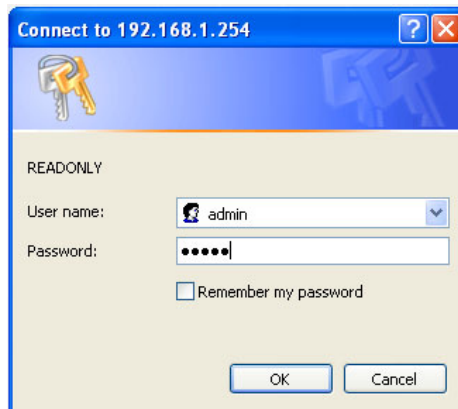 Connect to 192.168.1.254
READONLY
User name: admin
Password: •••••
Remember my password
OK Cancel